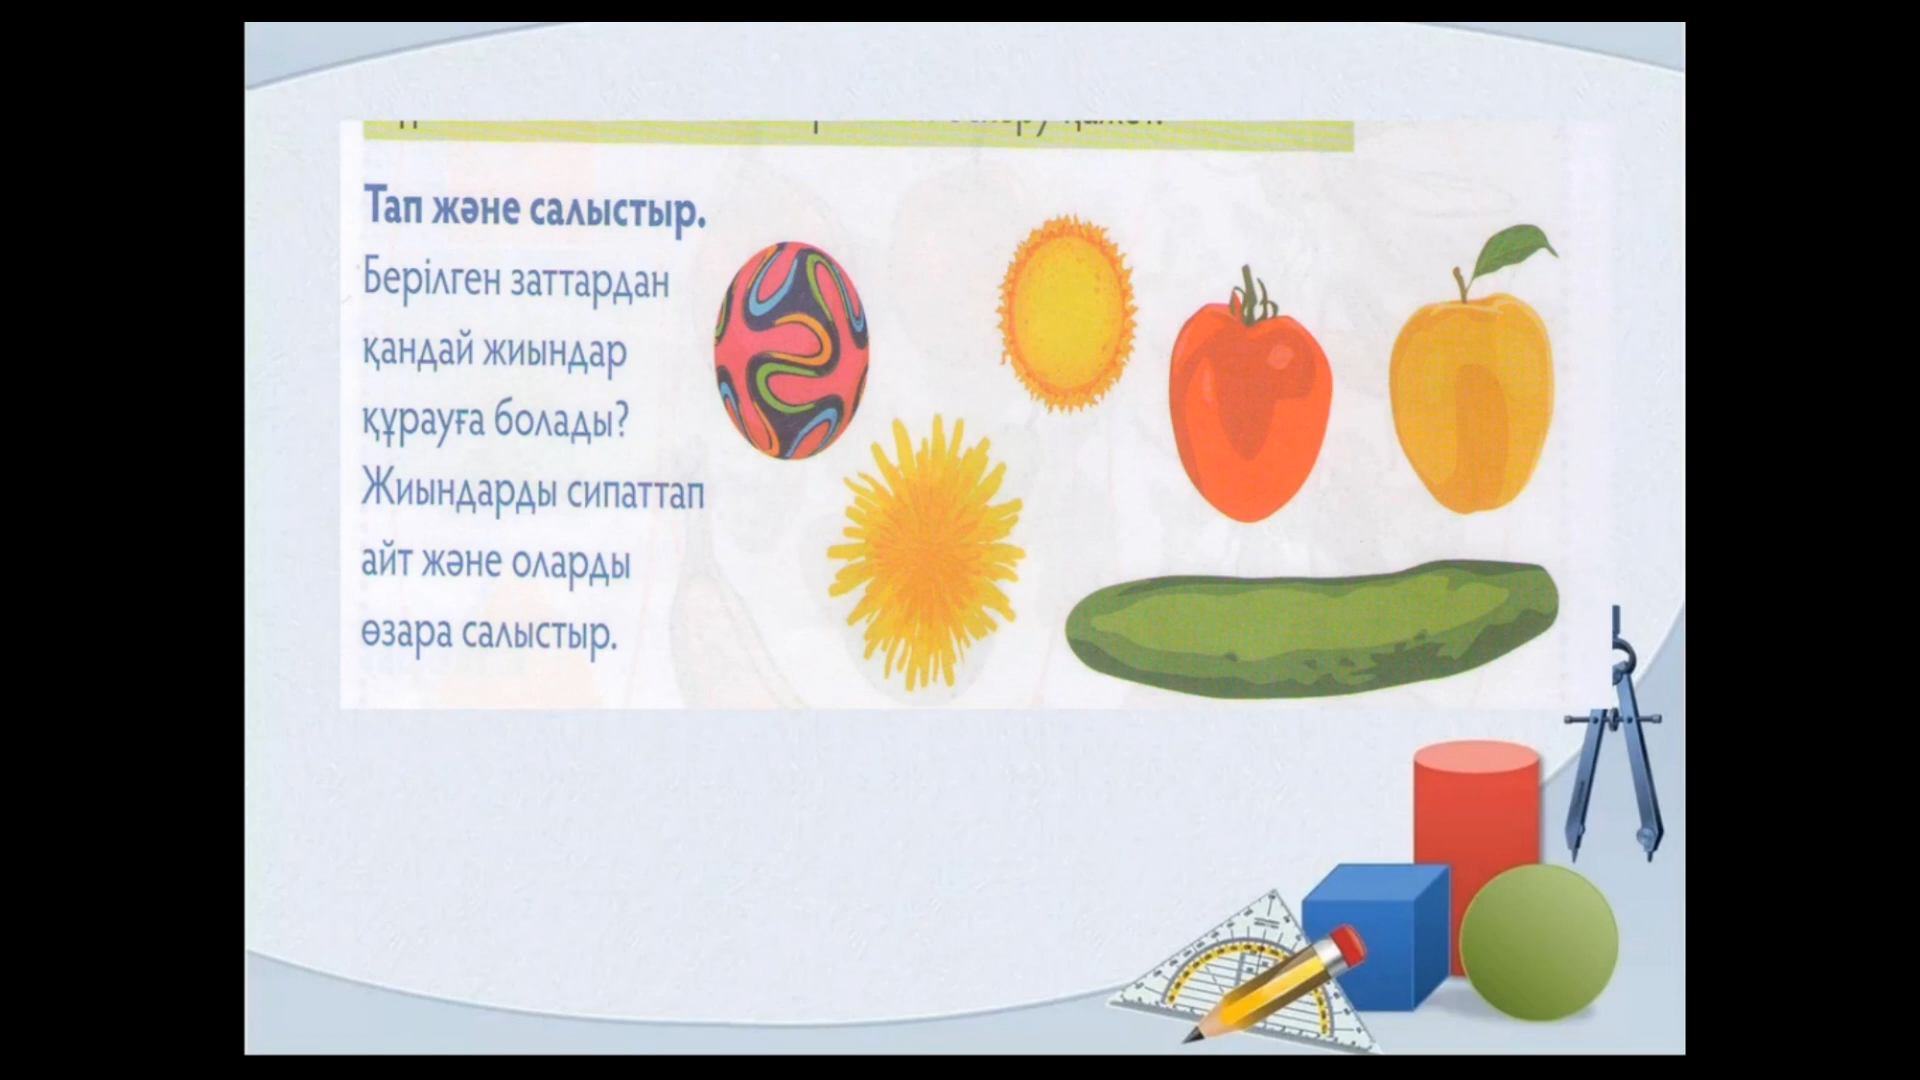 Тап және салыстыр.
Берілген заттардан
қандай жиындар
құрауға болады?
Жиындарды сипаттап
айт және оларды
өзара салыстыр.